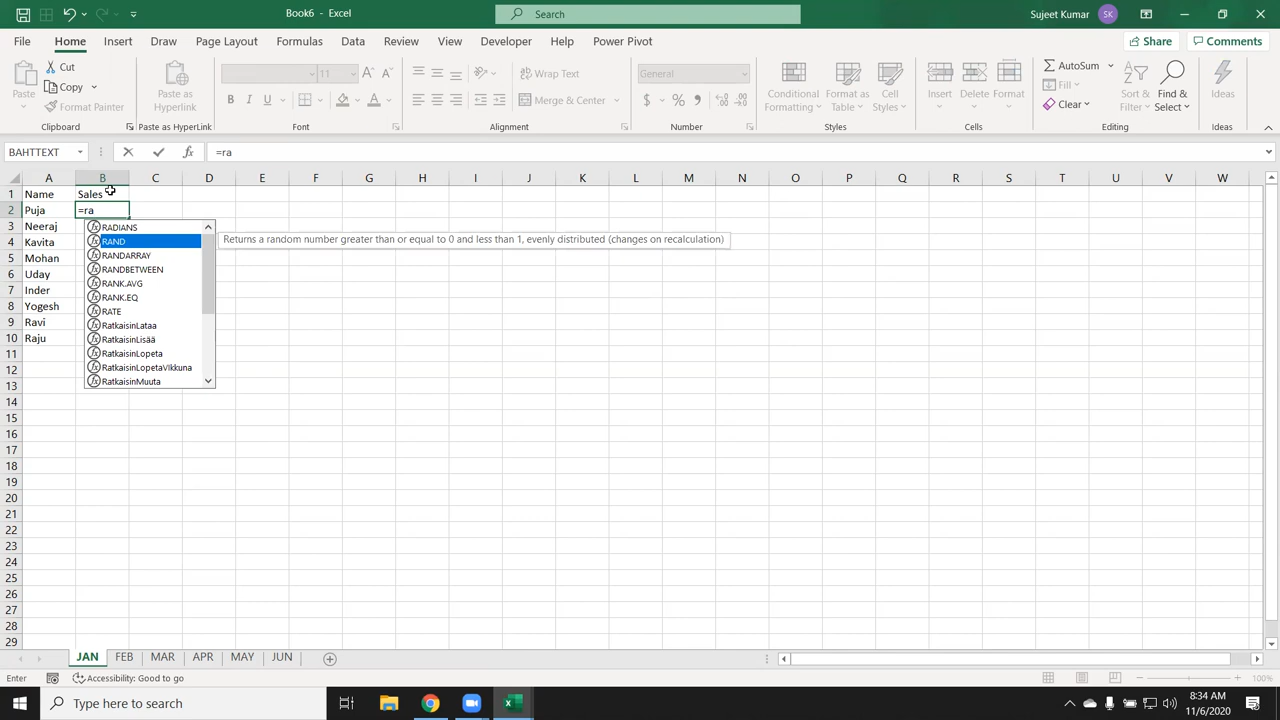 Book6 - Excel
Search
Sujeet Kumar
SK
File Home Insert Draw Page Layout Formulas Data Review View Developer Help Power Pivot
Share
Comments
Paste
Cut
Copy
Format Painter
Clipboard
Paste as
Hyperlink
Paste as HyperLink
11
B I U
Font
Wrap Text
Merge & Center
Alignment
General
$ % ,
Number
Conditional
Formatting
Format as
Table
Cell
Styles
Styles
Insert
Delete
Format
Cells
AutoSum
Fill
Clear
Sort &
Filter
Find &
Select
Editing
Ideas
Ideas
BAHTTEXT
fx
=ra
A B C D E F G H I J K L M N O P Q R S T U V W
1 Name Sales
2 Puja =ra
3 Neeraj
4 Kavita
5 Mohan
6 Uday
7 Inder
8 Yogesh
9 Ravi
10 Raju
11
12
13
14
15
16
17
18
19
20
21
22
23
24
25
26
27
28
29
RADIANS
RAND
RANDARRAY
RANDBETWEEN
RANK.AVG
RANK.EQ
RATE
RatkaisinLataa
RatkaisinLisää
RatkaisinLopeta
RatkaisinLopetaVIkkuna
RatkaisinMuuta
Returns a random number greater than or equal to 0 and less than 1, evenly distributed (changes on recalculation)
JAN FEB MAR APR MAY JUN
Enter
Accessibility: Good to go
100%
Type here to search
8:34 AM
11/6/2020